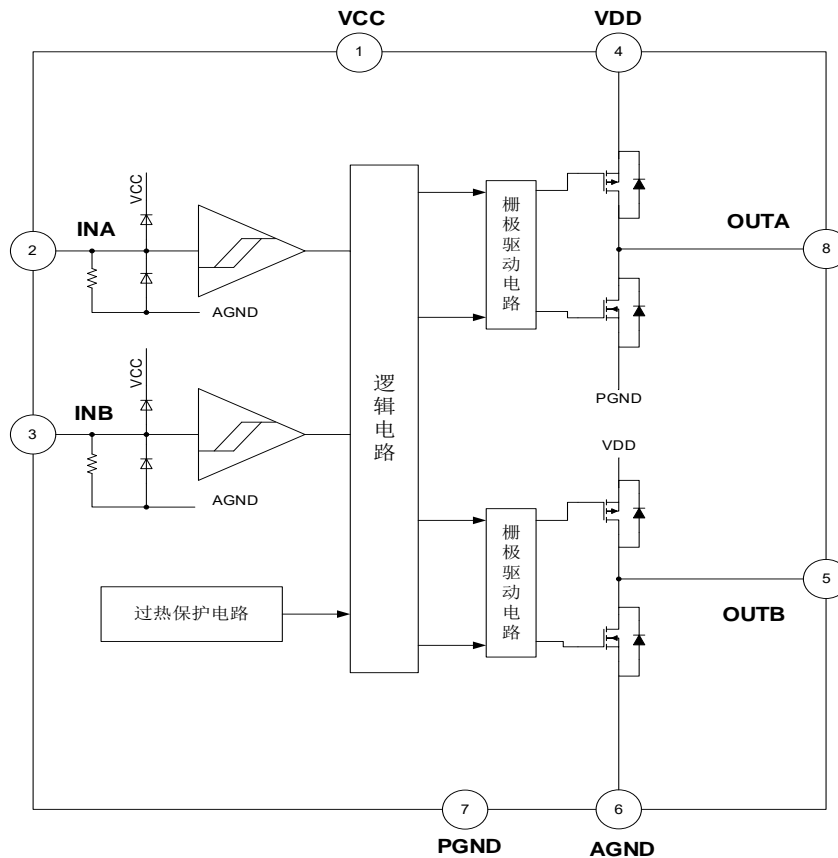 VCC
VDD
1
4
VCC
INA
2
AGND
栅极驱动电路
OUTA
8
PGND
VCC
INB
3
AGND
逻辑电路
VDD
栅极驱动电路
5
OUTB
过热保护电路
7
6
PGND
AGND